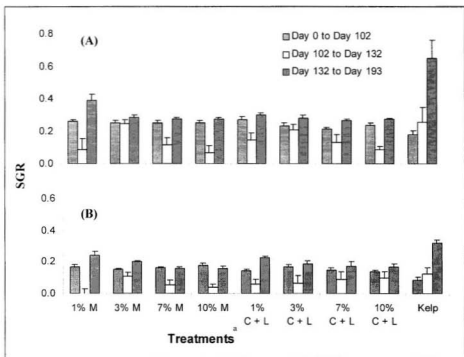 0.8
(A)
Day 0 to Day 102
Day 102 to Day 132
Day 132 to Day 193
0.6
0.4
0.2
0.0
SGR
0.6
(B)
0.4
0.2
0.0
1% M 3% M 7% M 10% M 1% C + L 3% C + L 7% C + L 10% C + L Kelp
Treatments a